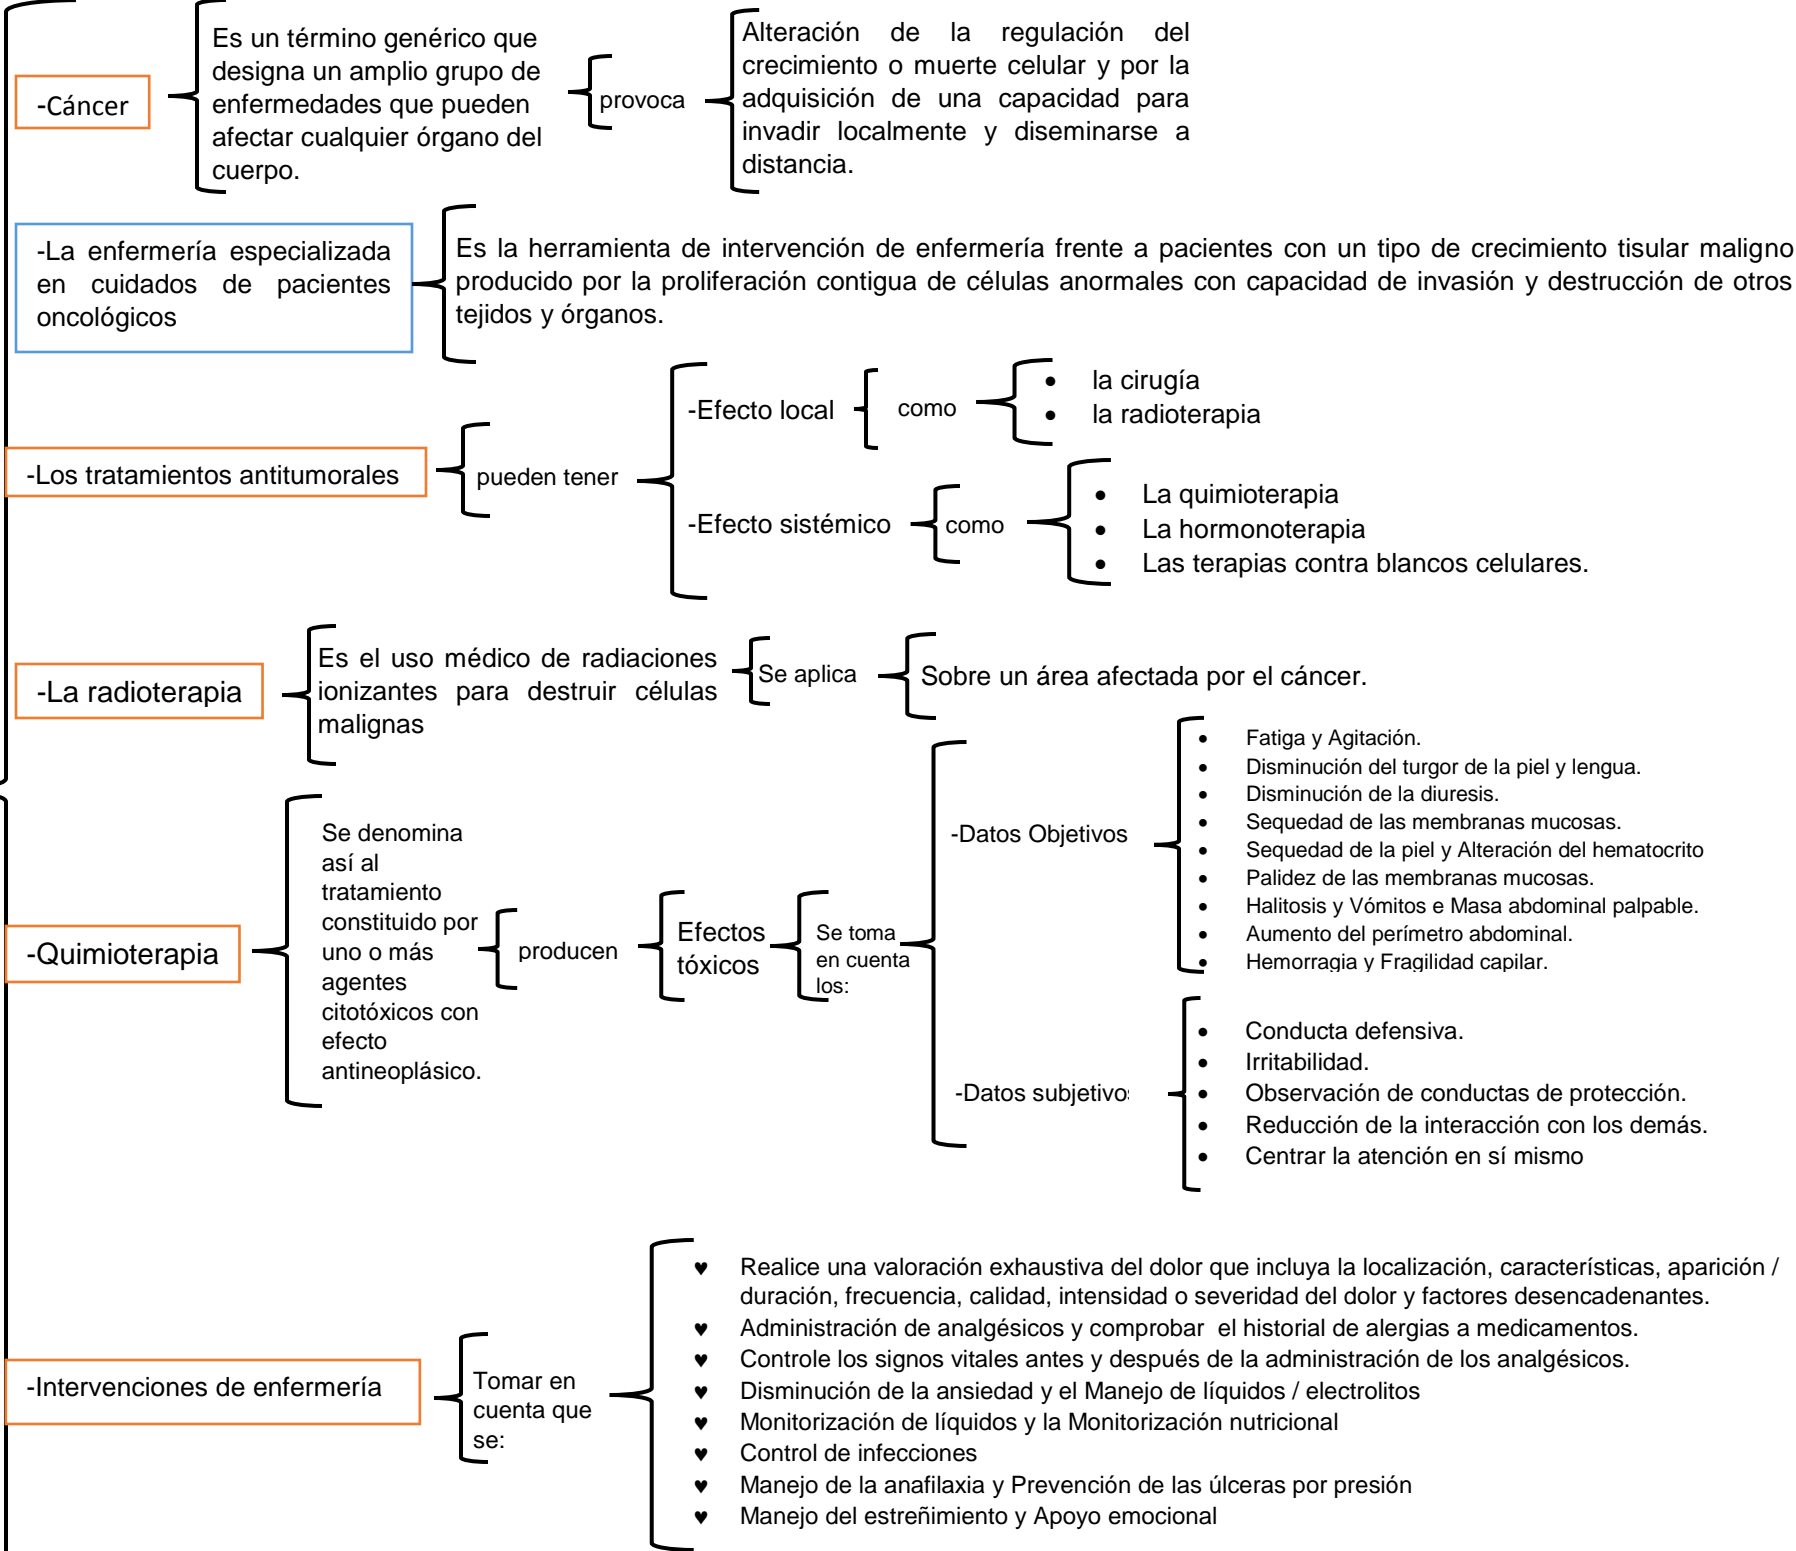 -Cáncer
Es un término genérico que
designa un amplio grupo de
enfermedades que pueden
afectar cualquier órgano del
cuerpo.
provoca
Alteración de la regulación del
crecimiento o muerte celular y por la
adquisición de una capacidad para
invadir localmente y diseminarse a
distancia.
-La enfermería especializada
en cuidados de pacientes
oncológicos
Es la herramienta de intervención de enfermería frente a pacientes con un tipo de crecimiento tisular maligno
producido por la proliferación contigua de células anormales con capacidad de invasión y destrucción de otros
tejidos y órganos.
-Los tratamientos antitumorales
pueden tener
-Efecto local
como
• la cirugía
• la radioterapia
-Efecto sistémico
como
• La quimioterapia
• La hormonoterapia
• Las terapias contra blancos celulares.
-La radioterapia
Es el uso médico de radiaciones
ionizantes para destruir células
malignas
Se aplica
Sobre un área afectada por el cáncer.
-Quimioterapia
Se denomina
así al
tratamiento
constituido por
uno o más
agentes
citotóxicos con
efecto
antineoplásico.
producen
Efectos
tóxicos
Se toma
en cuenta
los:
-Datos Objetivos
• Fatiga y Agitación.
• Disminución del turgor de la piel y lengua.
• Disminución de la diuresis.
• Sequedad de las membranas mucosas.
• Sequedad de la piel y Alteración del hematocrito
• Palidez de las membranas mucosas.
• Halitosis y Vómitos e Masa abdominal palpable.
• Aumento del perímetro abdominal.
• Hemorragia y Fragilidad capilar.
-Datos subjetivos
• Conducta defensiva.
• Irritabilidad.
• Observación de conductas de protección.
• Reducción de la interacción con los demás.
• Centrar la atención en sí mismo
-Intervenciones de enfermería
Tomar en
cuenta que
se:
♥ Realice una valoración exhaustiva del dolor que incluya la localización, características, aparición /
duración, frecuencia, calidad, intensidad o severidad del dolor y factores desencadenantes.
♥ Administración de analgésicos y comprobar  el historial de alergias a medicamentos.
♥ Controle los signos vitales antes y después de la administración de los analgésicos.
♥ Disminución de la ansiedad y el Manejo de líquidos / electrolitos
♥ Monitorización de líquidos y la Monitorización nutricional
♥ Control de infecciones
♥ Manejo de la anafilaxia y Prevención de las úlceras por presión
♥ Manejo del estreñimiento y Apoyo emocional